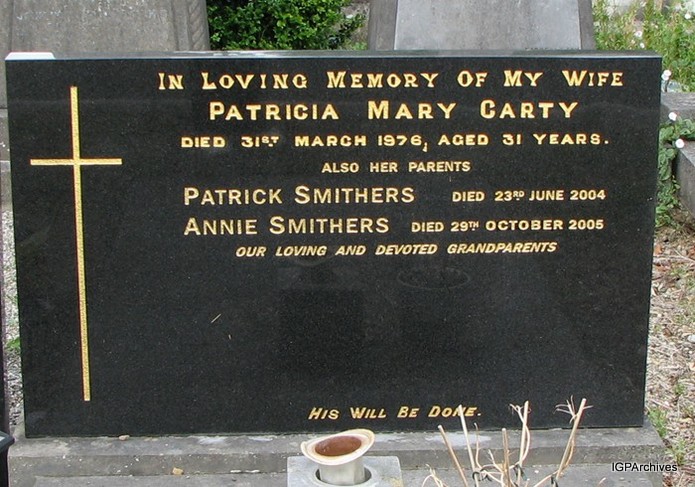 In Loving Memory Of My Wife
Patricia Mary Carty
Died 31st March 1976, Aged 31 Years.
ALSO HER PARENTS
PATRICK SMITHERS DIED 23RD JUNE 2004
ANNIE SMITHERS DIED 29TH OCTOBER 2005
OUR LOVING AND DEVOTED GRANDPARENTS
His Will Be Done.
IGPArchives